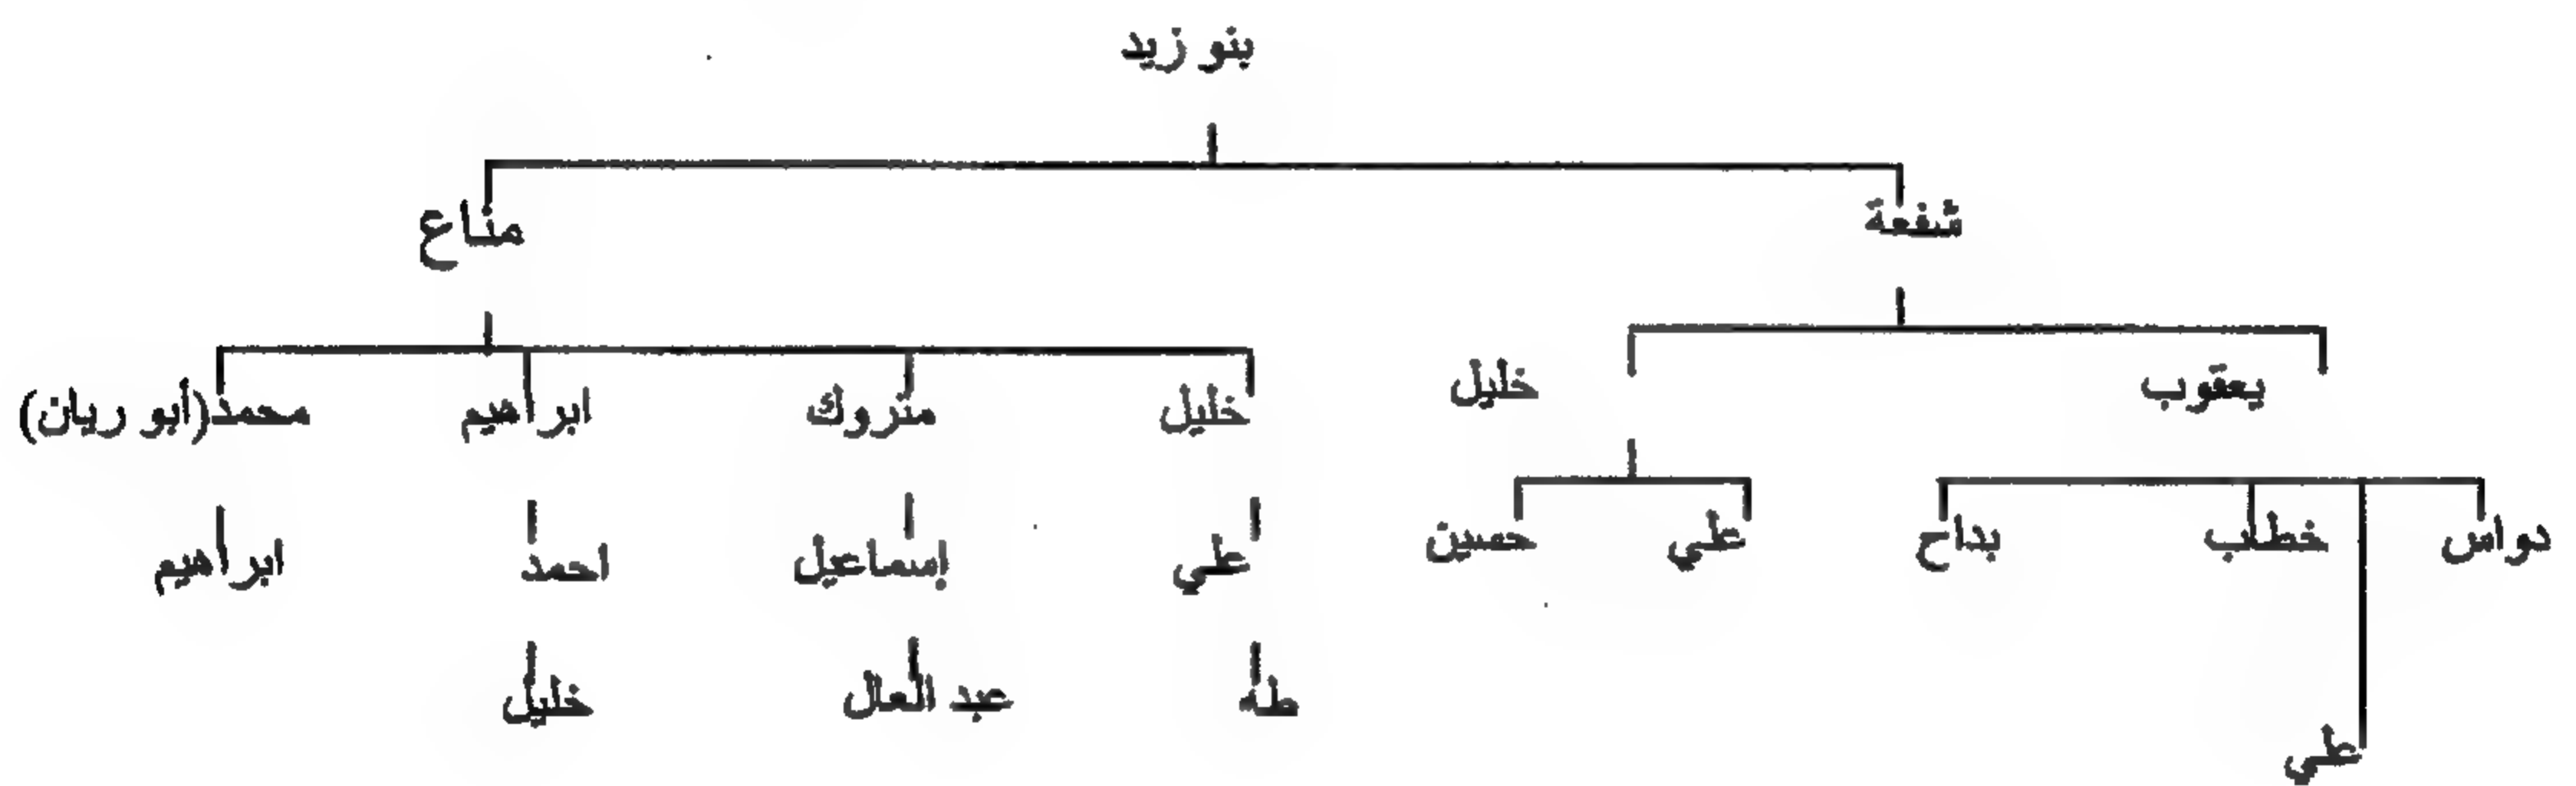 بنو زيد
شفعة مناع
يعقوب خليل خليل متروك ابراهيم محمد(أبو ريان)
دواس خطاب بداح علي حسين علي إسماعيل احمد ابراهيم
طه عبد العال خليل
علي